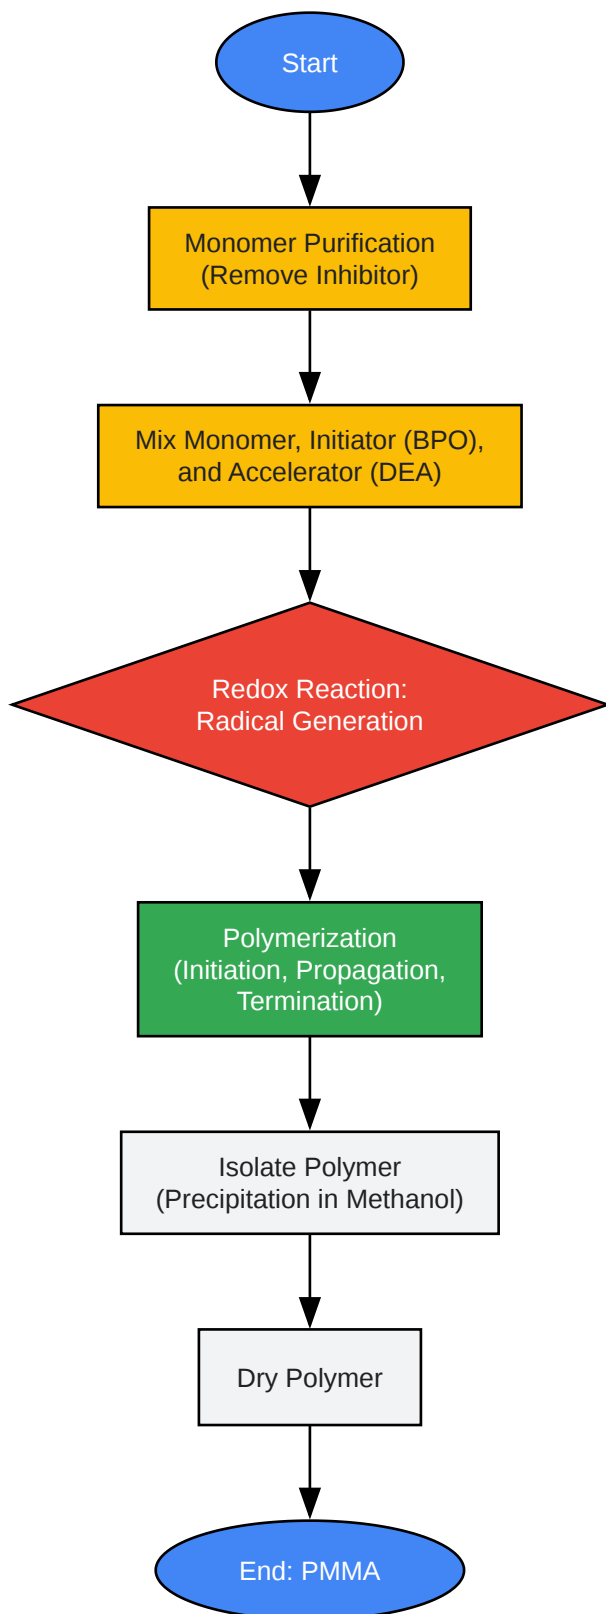 Start
Monomer Purification
(Remove Inhibitor)
Mix Monomer, Initiator (BPO),
and Accelerator (DEA)
Redox Reaction:
Radical Generation
Polymerization
(Initiation, Propagation,
Termination)
Isolate Polymer
(Precipitation in Methanol)
Dry Polymer
End: PMMA